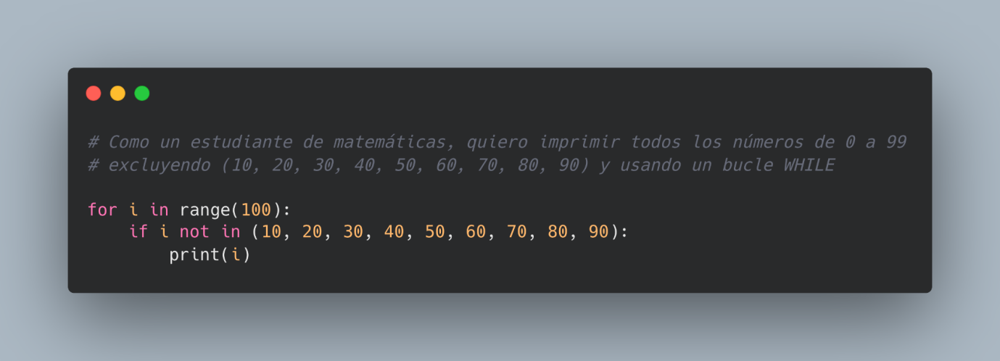 # Como un estudiante de matemáticas, quiero imprimir todos los números de 0 a 99
# excluyendo (10, 20, 30, 40, 50, 60, 70, 80, 90) y usando un bucle WHILE
for i in range(100):
    if i not in (10, 20, 30, 40, 50, 60, 70, 80, 90):
        print(i)